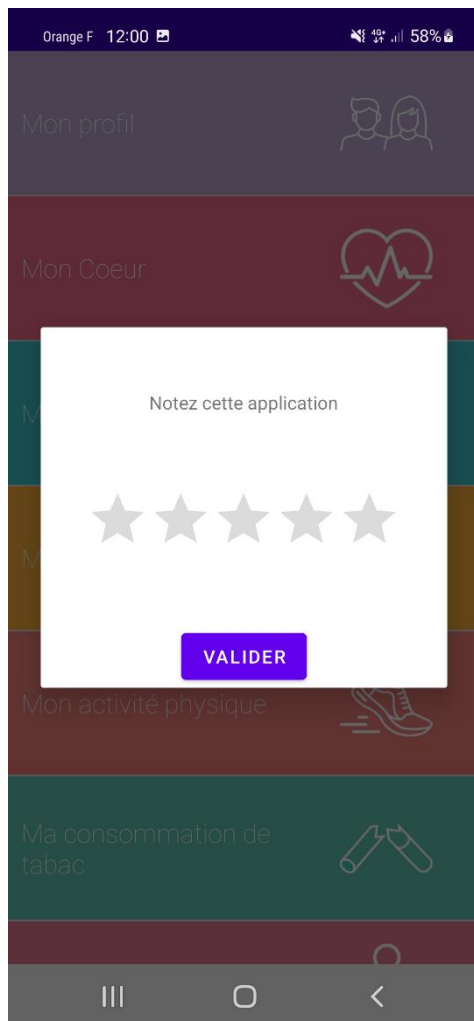 Orange F 12:00 4G+ 58%
Mon profil
Mon Coeur
M
Notez cette application
M
VALIDER
Mon activité physique
Ma consommation de
tabac